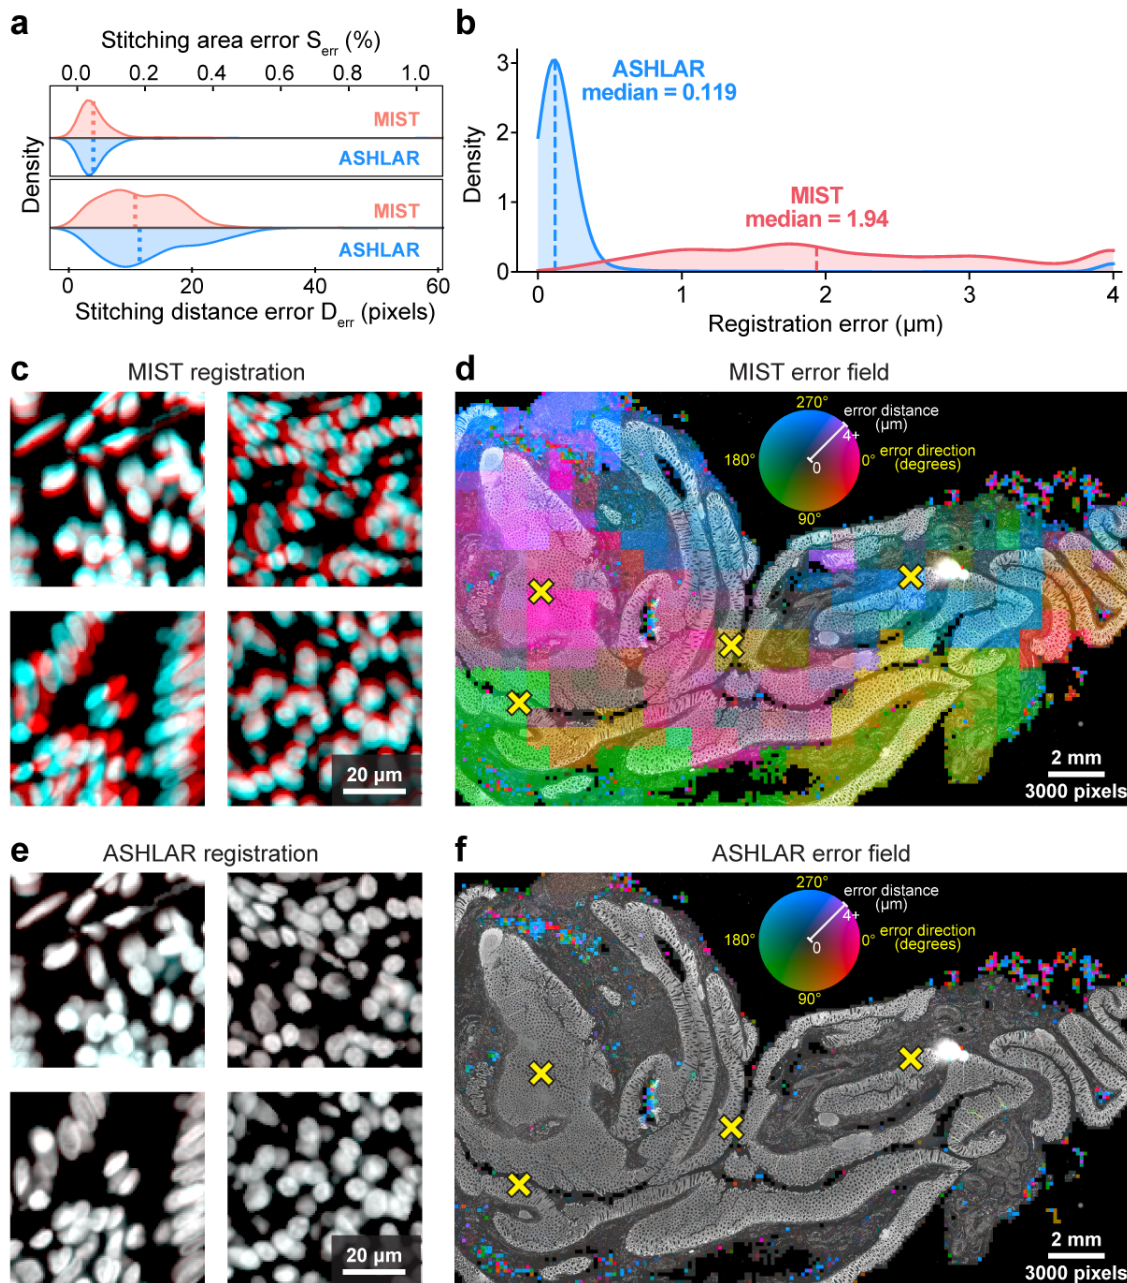 a
Stitching area error Serr (%)
0.0 0.2 0.4 0.6 0.8 1.0
MIST
ASHLAR
MIST
ASHLAR
Density
0 20 40 60
Stitching distance error Derr (pixels)
b
3
2
1
0
Density
ASHLAR
median = 0.119
MIST
median = 1.94
0 1 2 3 4
Registration error (µm)
c
MIST registration
20 µm
d
MIST error field
270°
180°
0°
90°
error distance
(µm)
4+
0
error direction
(degrees)
2 mm
3000 pixels
e
ASHLAR registration
20 µm
f
ASHLAR error field
270°
180°
0°
90°
error distance
(µm)
4+
0
error direction
(degrees)
2 mm
3000 pixels